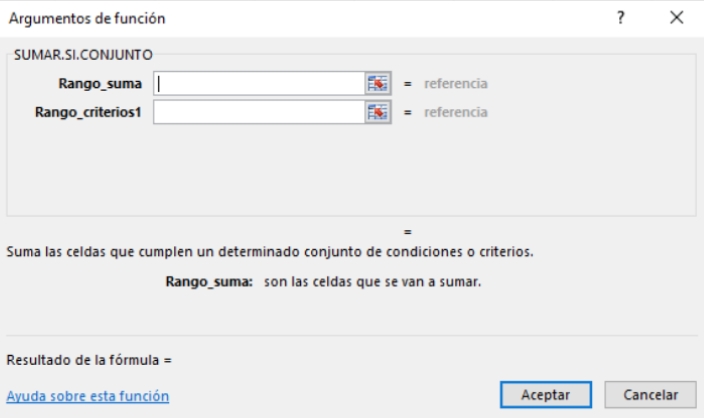 Argumentos de función ? ×
SUMAR.SI.CONJUNTO
Rango_suma = referencia
Rango_criterios1 = referencia
=
Suma las celdas que cumplen un determinado conjunto de condiciones o criterios.
Rango_suma: son las celdas que se van a sumar.
Resultado de la fórmula =
Ayuda sobre esta función Aceptar Cancelar